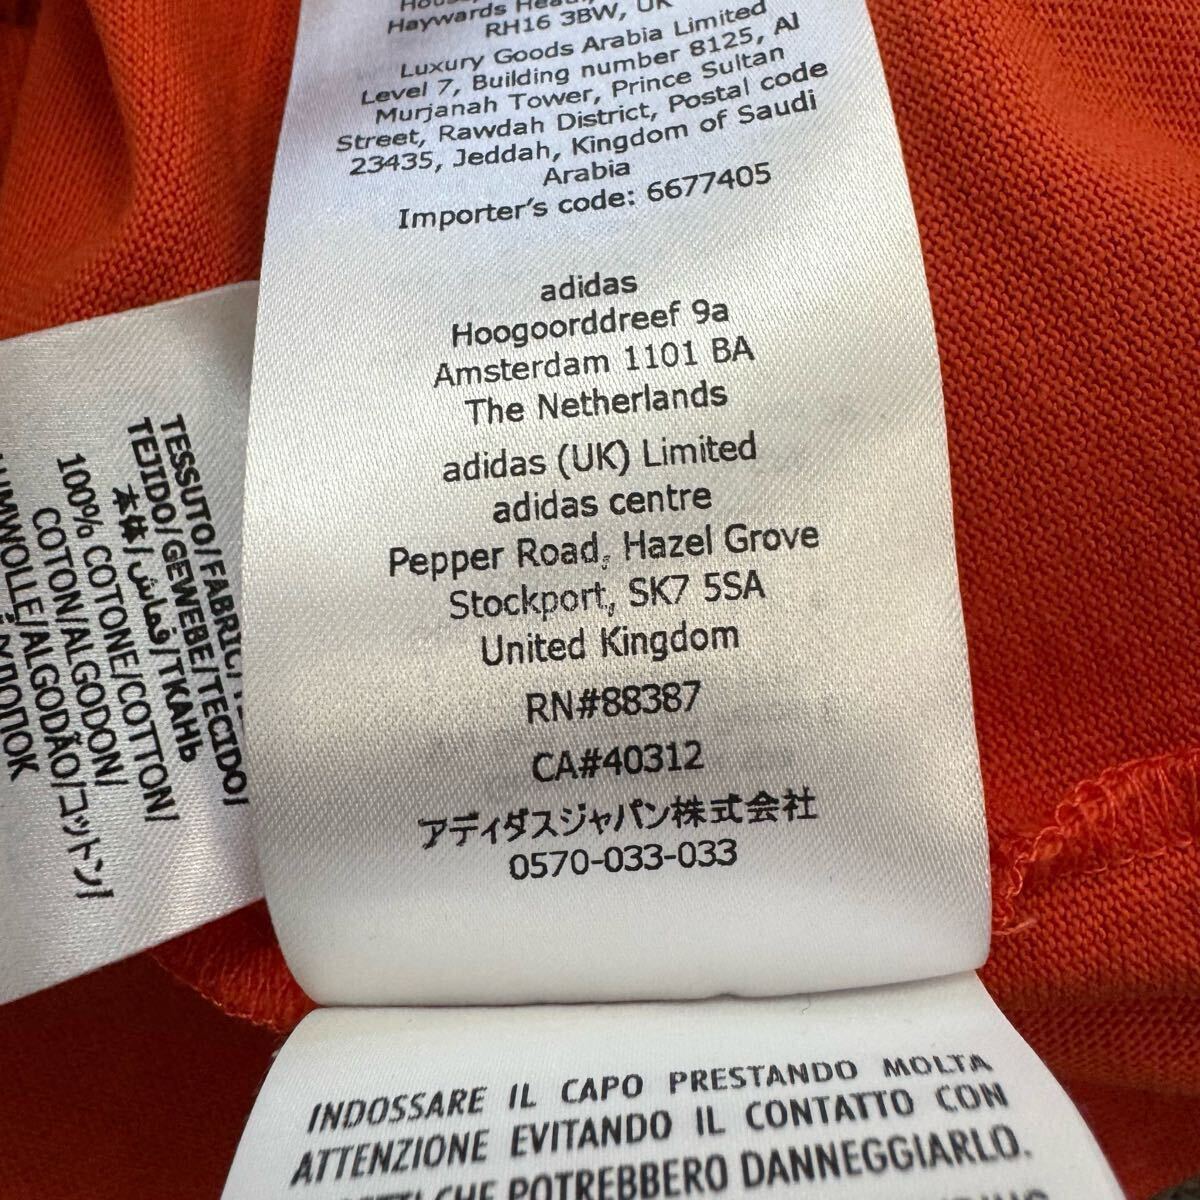 Haywards
RH16 3BW, UK
Luxury Goods Arabia Limited
Level 7, Building number 8125, Al
Murjanah Tower, Prince Sultan
Street, Rawdah District, Postal code
23435, Jeddah, Kingdom of Saudi
Arabia
Importer's code: 6677405
adidas
Hoogoorddreef 9a
Amsterdam 1101 BA
The Netherlands
adidas (UK) Limited
adidas centre
Pepper Road, Hazel Grove
Stockport, SK7 5SA
United Kingdom
RN#88387
CA#40312
アディダスジャパン株式会社
0570-033-033
TESSUTO/FABRIC/
TEJIDO/GEWEBE/TECIDO/
本体/قماش/ТКАНЬ
100% COTONE/COTTON/
COTON/ALGODON/
/ALGODÃO/コットン/
ХЛОПОК
INDOSSARE IL CAPO PRESTANDO MOLTA
ATTENZIONE EVITANDO IL CONTATTO CON
CHE POTREBBERO DANNEGGIARLO.